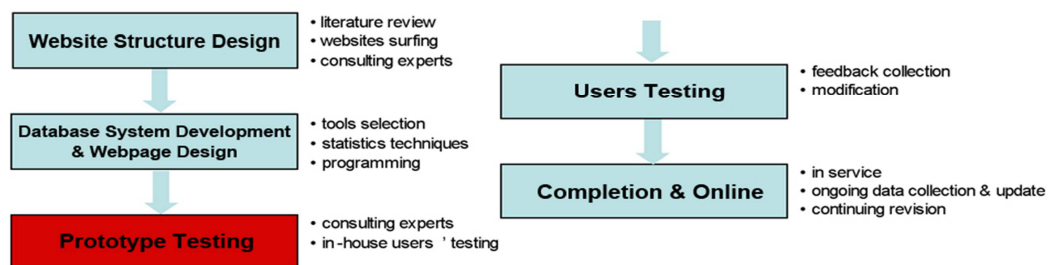 Website Structure Design
• literature review
• websites surfing
• consulting experts
Database System Development
& Webpage Design
• tools selection
• statistics techniques
• programming
Prototype Testing
• consulting experts
• in-house users ’ testing
Users Testing
• feedback collection
• modification
Completion & Online
• in service
• ongoing data collection & update
• continuing revision